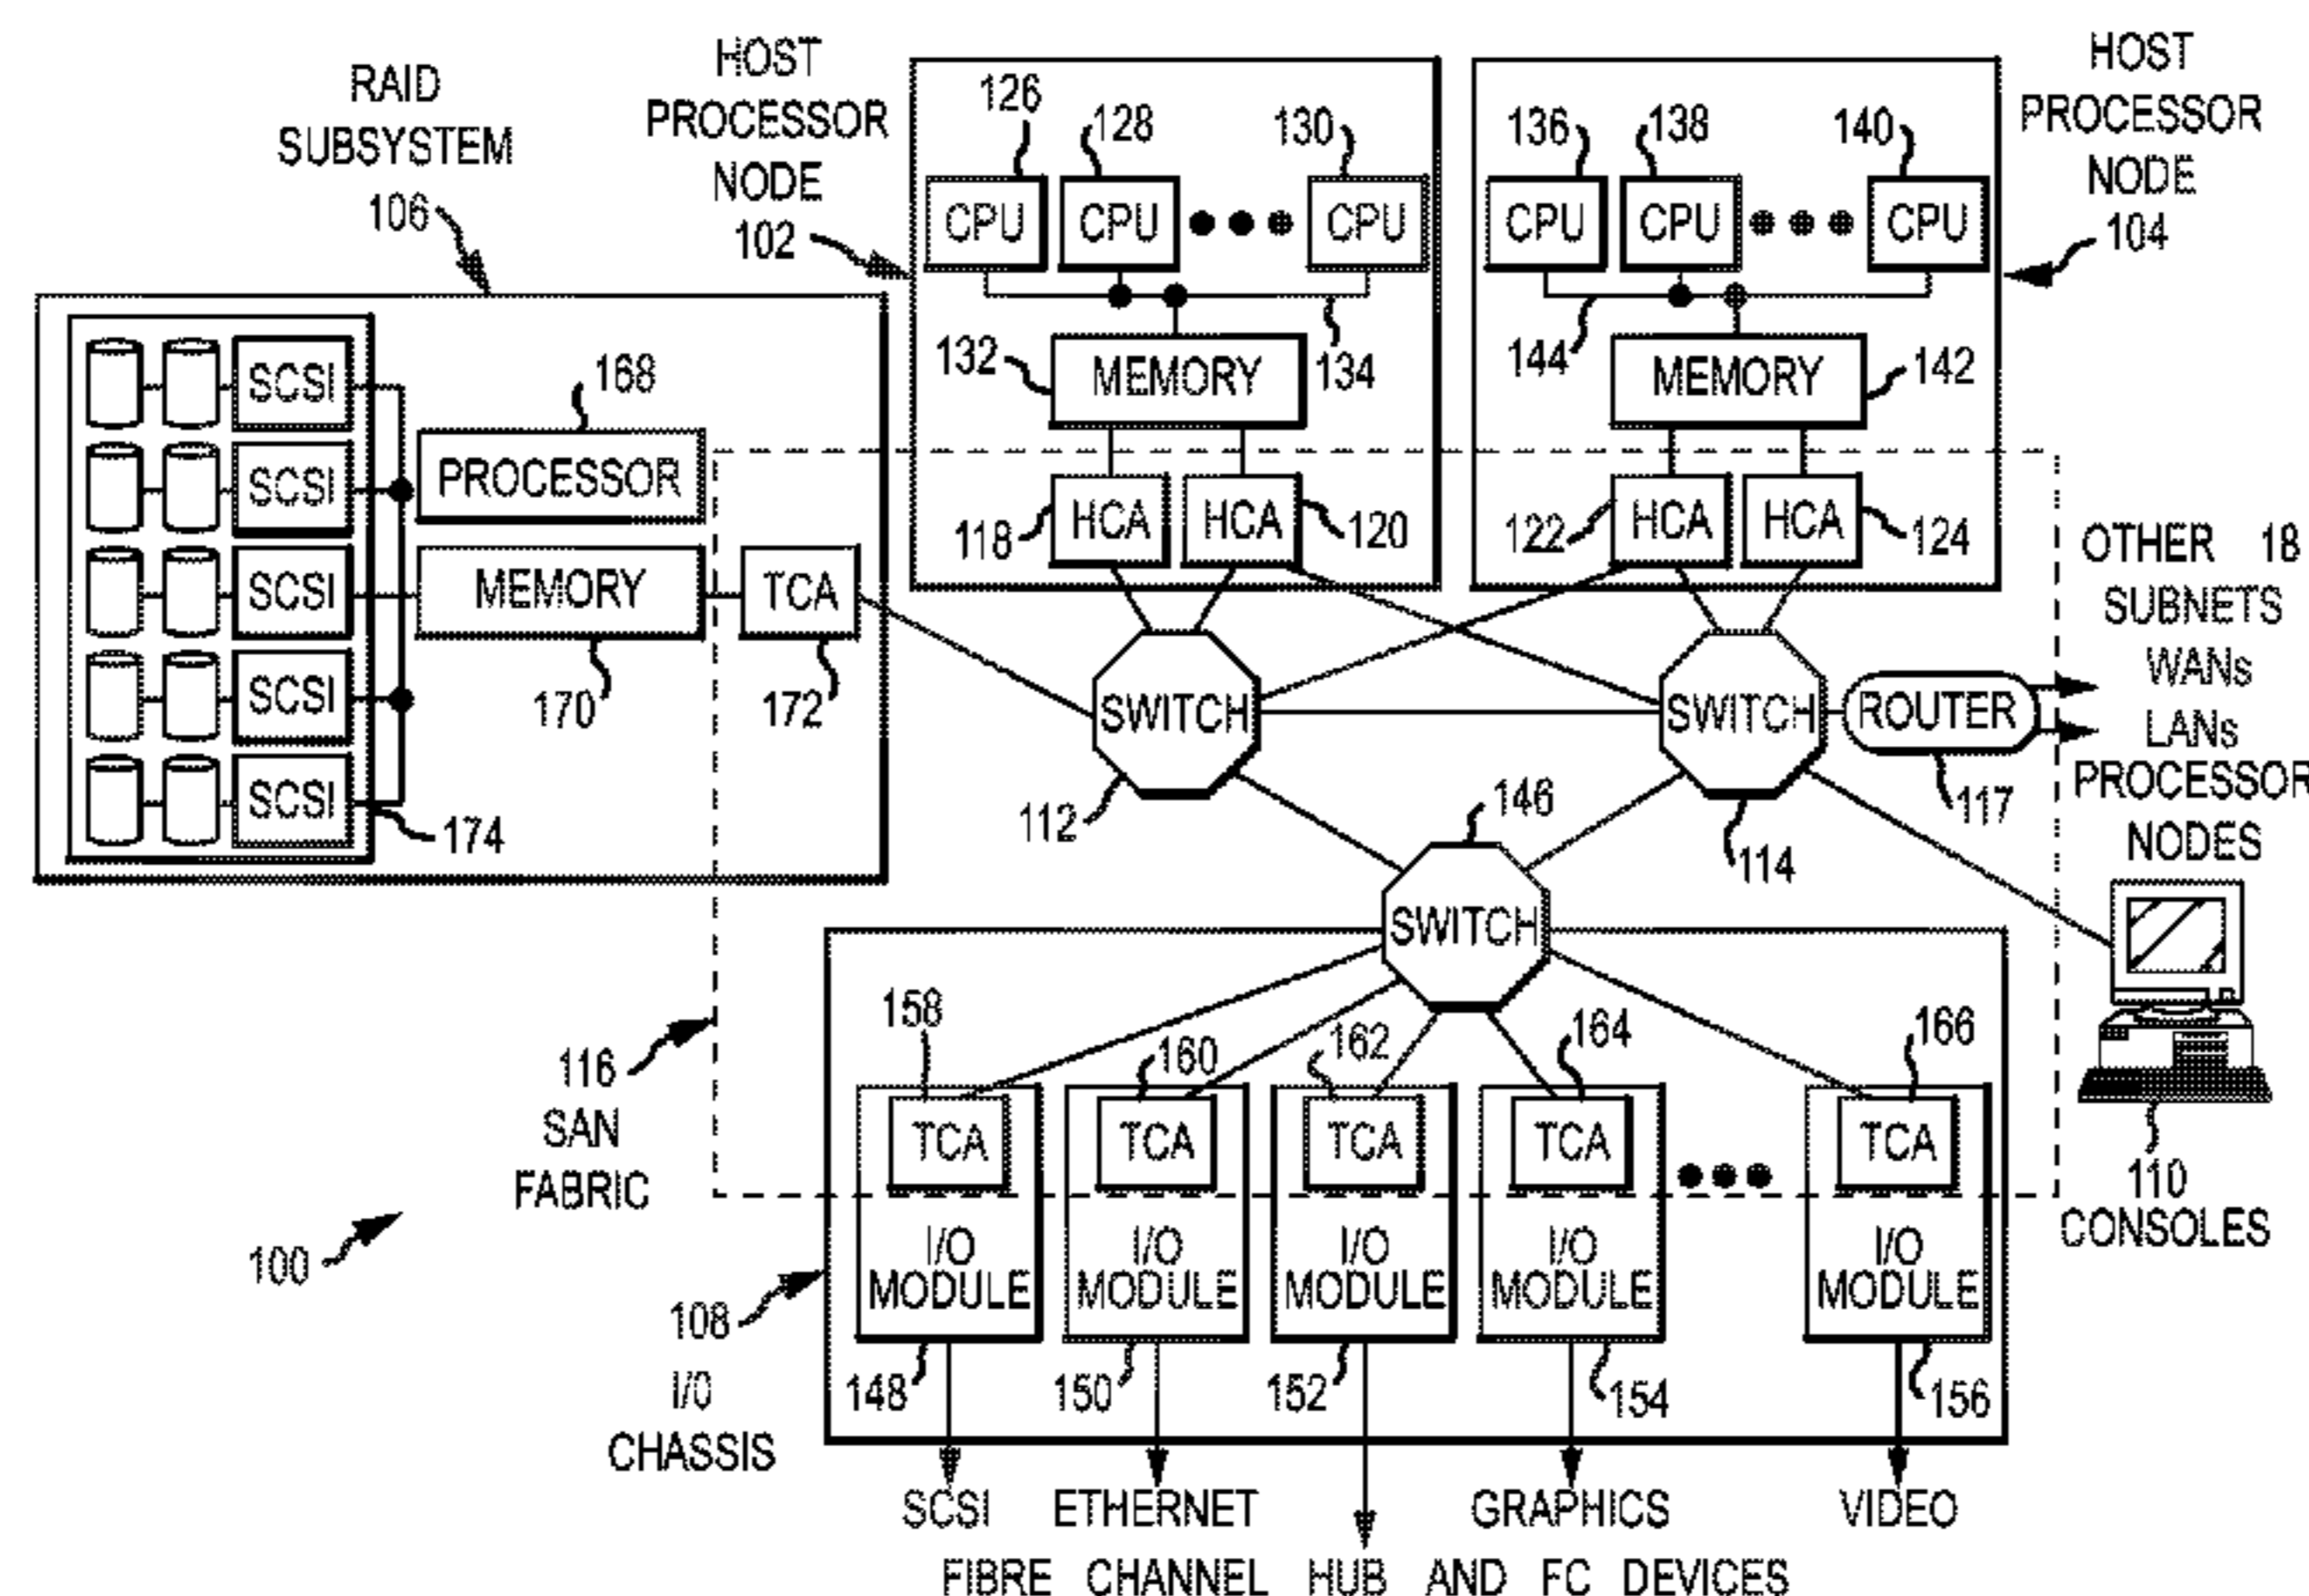 RAID
SUBSYSTEM
106
HOST
PROCESSOR
NODE
102
HOST
PROCESSOR
NODE
104
126
128
130
CPU
CPU
CPU
132
MEMORY
134
118
HCA
HCA
120
136
138
140
CPU
CPU
CPU
144
MEMORY
142
122
HCA
HCA
124
SCSI
SCSI
SCSI
SCSI
SCSI
174
168
PROCESSOR
MEMORY
170
TCA
172
SWITCH
112
SWITCH
114
ROUTER
117
OTHER 18
SUBNETS
WANs
LANs
PROCESSOR
NODES
110
CONSOLES
146
SWITCH
116
SAN
FABRIC
100
108
I/O
CHASSIS
158
160
162
164
166
TCA
TCA
TCA
TCA
TCA
I/O
MODULE
I/O
MODULE
I/O
MODULE
I/O
MODULE
I/O
MODULE
148
150
152
154
156
SCSI
ETHERNET
GRAPHICS
VIDEO
FIBRE CHANNEL HUB AND FC DEVICES